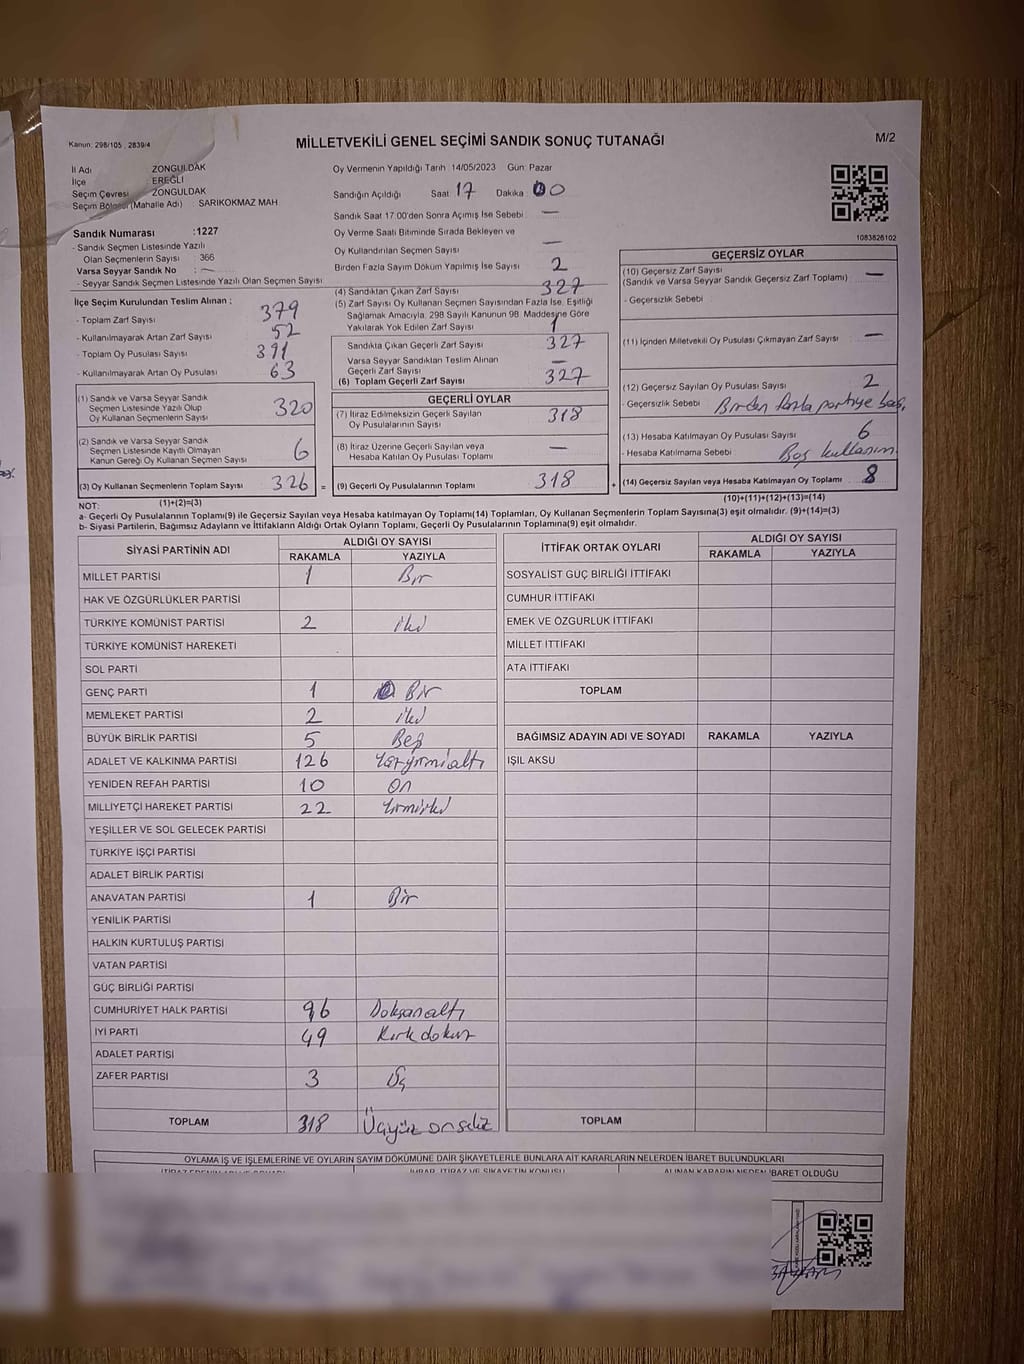 Kanun: 298/105 , 2839/4
MİLLETVEKİLİ GENEL SEÇİMİ SANDIK SONUÇ TUTANAĞI
M/2
İl Adı ZONGULDAK
İlçe EREĞLİ
Seçim Çevresi ZONGULDAK
Seçim Bölgesi (Mahalle Adı) SARIKOKMAZ MAH.
Sandık Numarası :1227
- Sandık Seçmen Listesinde Yazılı
Olan Seçmenlerin Sayısı 366
Varsa Seyyar Sandık No : —
- Seyyar Sandık Seçmen Listesinde Yazılı Olan Seçmen Sayısı:
İlçe Seçim Kurulundan Teslim Alınan :
- Toplam Zarf Sayısı 379
- Kullanılmayarak Artan Zarf Sayısı 52
- Toplam Oy Pusulası Sayısı 391
- Kullanılmayarak Artan Oy Pusulası 63
(1) Sandık ve Varsa Seyyar Sandık
Seçmen Listesinde Yazılı Olup
Oy Kullanan Seçmenlerin Sayısı 320
(2) Sandık ve Varsa Seyyar Sandık
Seçmen Listesinde Kayıtlı Olmayan
Kanun Gereği Oy Kullanan Seçmen Sayısı 6
(3) Oy Kullanan Seçmenlerin Toplam Sayısı 326 =
(1)+(2)=(3)
Oy Vermenin Yapıldığı Tarih 14/05/2023 Gün: Pazar
Sandığın Açıldığı Saat 17 Dakika 00
Sandık Saat 17:00'den Sonra Açımış İse Sebebi —
Oy Verme Saati Bitiminde Sırada Bekleyen ve
Oy Kullandırılan Seçmen Sayısı —
Birden Fazla Sayım Döküm Yapılmış İse Sayısı 2
(4) Sandıktan Çıkan Zarf Sayısı 327
(5) Zarf Sayısı Oy Kullanan Seçmen Sayısından Fazla İse, Eşitliği
Sağlamak Amacıyla, 298 Sayılı Kanunun 98. Maddesine Göre
Yakılarak Yok Edilen Zarf Sayısı 1
Sandıkta Çıkan Geçerli Zarf Sayısı 327
Varsa Seyyar Sandıktan Teslim Alınan
Geçerli Zarf Sayısı —
(6) Toplam Geçerli Zarf Sayısı 327
GEÇERLİ OYLAR
(7) İtiraz Edilmeksizin Geçerli Sayılan
Oy Pusulalarının Sayısı 318
(8) İtiraz Üzerine Geçerli Sayılan veya
Hesaba Katılan Oy Pusulası Toplamı —
(9) Geçerli Oy Pusulalarının Toplamı 318 +
1083826102
GEÇERSİZ OYLAR
(10) Geçersiz Zarf Sayısı —
(Sandık ve Varsa Seyyar Sandık Geçersiz Zarf Toplamı)
- Geçersizlik Sebebi
(11) İçinden Milletvekili Oy Pusulası Çıkmayan Zarf Sayısı —
(12) Geçersiz Sayılan Oy Pusulası Sayısı 2
- Geçersizlik Sebebi Birden fazla partiye bas.
(13) Hesaba Katılmayan Oy Pusulası Sayısı 6
- Hesaba Katılmama Sebebi Boş kullanım
(14) Geçersiz Sayılan veya Hesaba Katılmayan Oy Toplamı 8
(10)+(11)+(12)+(13)=(14)
NOT:
a- Geçerli Oy Pusulalarının Toplamı(9) ile Geçersiz Sayılan veya Hesaba Katılmayan Oy Toplamı(14) Toplamları, Oy Kullanan Seçmenlerin Toplam Sayısına(3) eşit olmalıdır. (9)+(14)=(3)
b- Siyasi Partilerin, Bağımsız Adayların ve İttifakların Aldığı Ortak Oyların Toplamı, Geçerli Oy Pusulalarının Toplamına(9) eşit olmalıdır.
SİYASİ PARTİNİN ADI ALDIĞI OY SAYISI
RAKAMLA YAZIYLA
MİLLET PARTİSİ 1 Bir
HAK VE ÖZGÜRLÜKLER PARTİSİ
TÜRKİYE KOMÜNİST PARTİSİ 2 iki
TÜRKİYE KOMÜNİST HAREKETİ
SOL PARTİ
GENÇ PARTİ 1 Bir
MEMLEKET PARTİSİ 2 iki
BÜYÜK BİRLİK PARTİSİ 5 Beş
ADALET VE KALKINMA PARTİSİ 126 Yüzyirmialtı
YENİDEN REFAH PARTİSİ 10 On
MİLLİYETÇİ HAREKET PARTİSİ 22 Yirmiiki
YEŞİLLER VE SOL GELECEK PARTİSİ
TÜRKİYE İŞÇİ PARTİSİ
ADALET BİRLİK PARTİSİ
ANAVATAN PARTİSİ 1 Bir
YENİLİK PARTİSİ
HALKIN KURTULUŞ PARTİSİ
VATAN PARTİSİ
GÜÇ BİRLİĞİ PARTİSİ
CUMHURİYET HALK PARTİSİ 96 Doksanaltı
İYİ PARTİ 49 Kırkdokuz
ADALET PARTİSİ
ZAFER PARTİSİ 3 Üç
TOPLAM 318 Üçyüzonsekiz
İTTİFAK ORTAK OYLARI ALDIĞI OY SAYISI
RAKAMLA YAZIYLA
SOSYALİST GÜÇ BİRLİĞİ İTTİFAKI
CUMHUR İTTİFAKI
EMEK VE ÖZGÜRLÜK İTTİFAKI
MİLLET İTTİFAKI
ATA İTTİFAKI
TOPLAM
BAĞIMSIZ ADAYIN ADI VE SOYADI RAKAMLA YAZIYLA
IŞIL AKSU
TOPLAM
OYLAMA İŞ VE İŞLEMLERİNE VE OYLARIN SAYIM DÖKÜMÜNE DAİR ŞİKAYETLERLE BUNLARA AİT KARARLARIN NELERDEN İBARET BULUNDUKLARI
İHBAR, İTİRAZ VE ŞİKAYETİN KONUSU ALINAN KARARIN NEDEN İBARET OLDUĞU